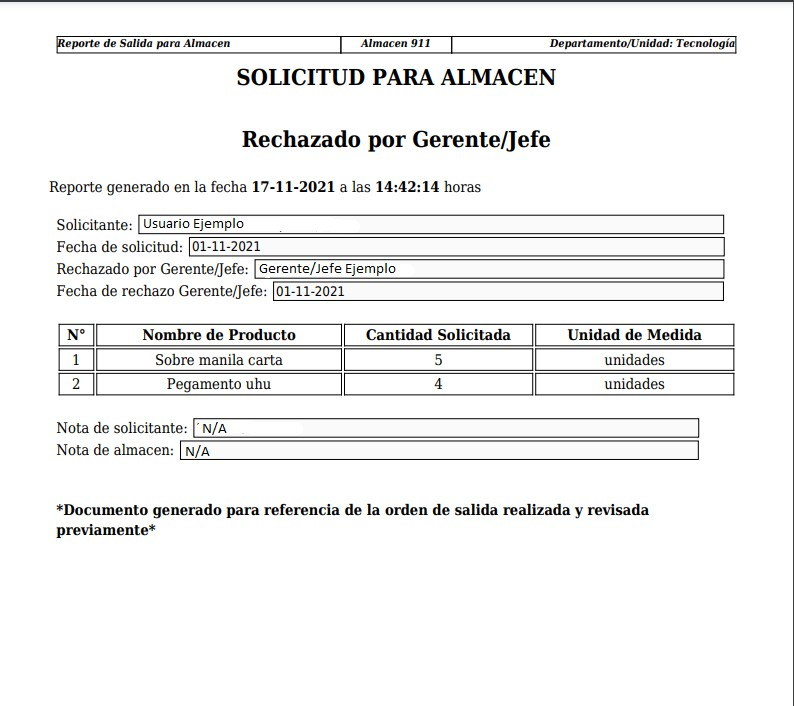 Reporte de Salida para Almacen Almacen 911 Departamento/Unidad: Tecnología
SOLICITUD PARA ALMACEN
Rechazado por Gerente/Jefe
Reporte generado en la fecha 17-11-2021 a las 14:42:14 horas
Solicitante: Usuario Ejemplo
Fecha de solicitud: 01-11-2021
Rechazado por Gerente/Jefe: Gerente/Jefe Ejemplo
Fecha de rechazo Gerente/Jefe: 01-11-2021
N° Nombre de Producto Cantidad Solicitada Unidad de Medida
1 Sobre manila carta 5 unidades
2 Pegamento uhu 4 unidades
Nota de solicitante: N/A
Nota de almacen: N/A
*Documento generado para referencia de la orden de salida realizada y revisada
previamente*